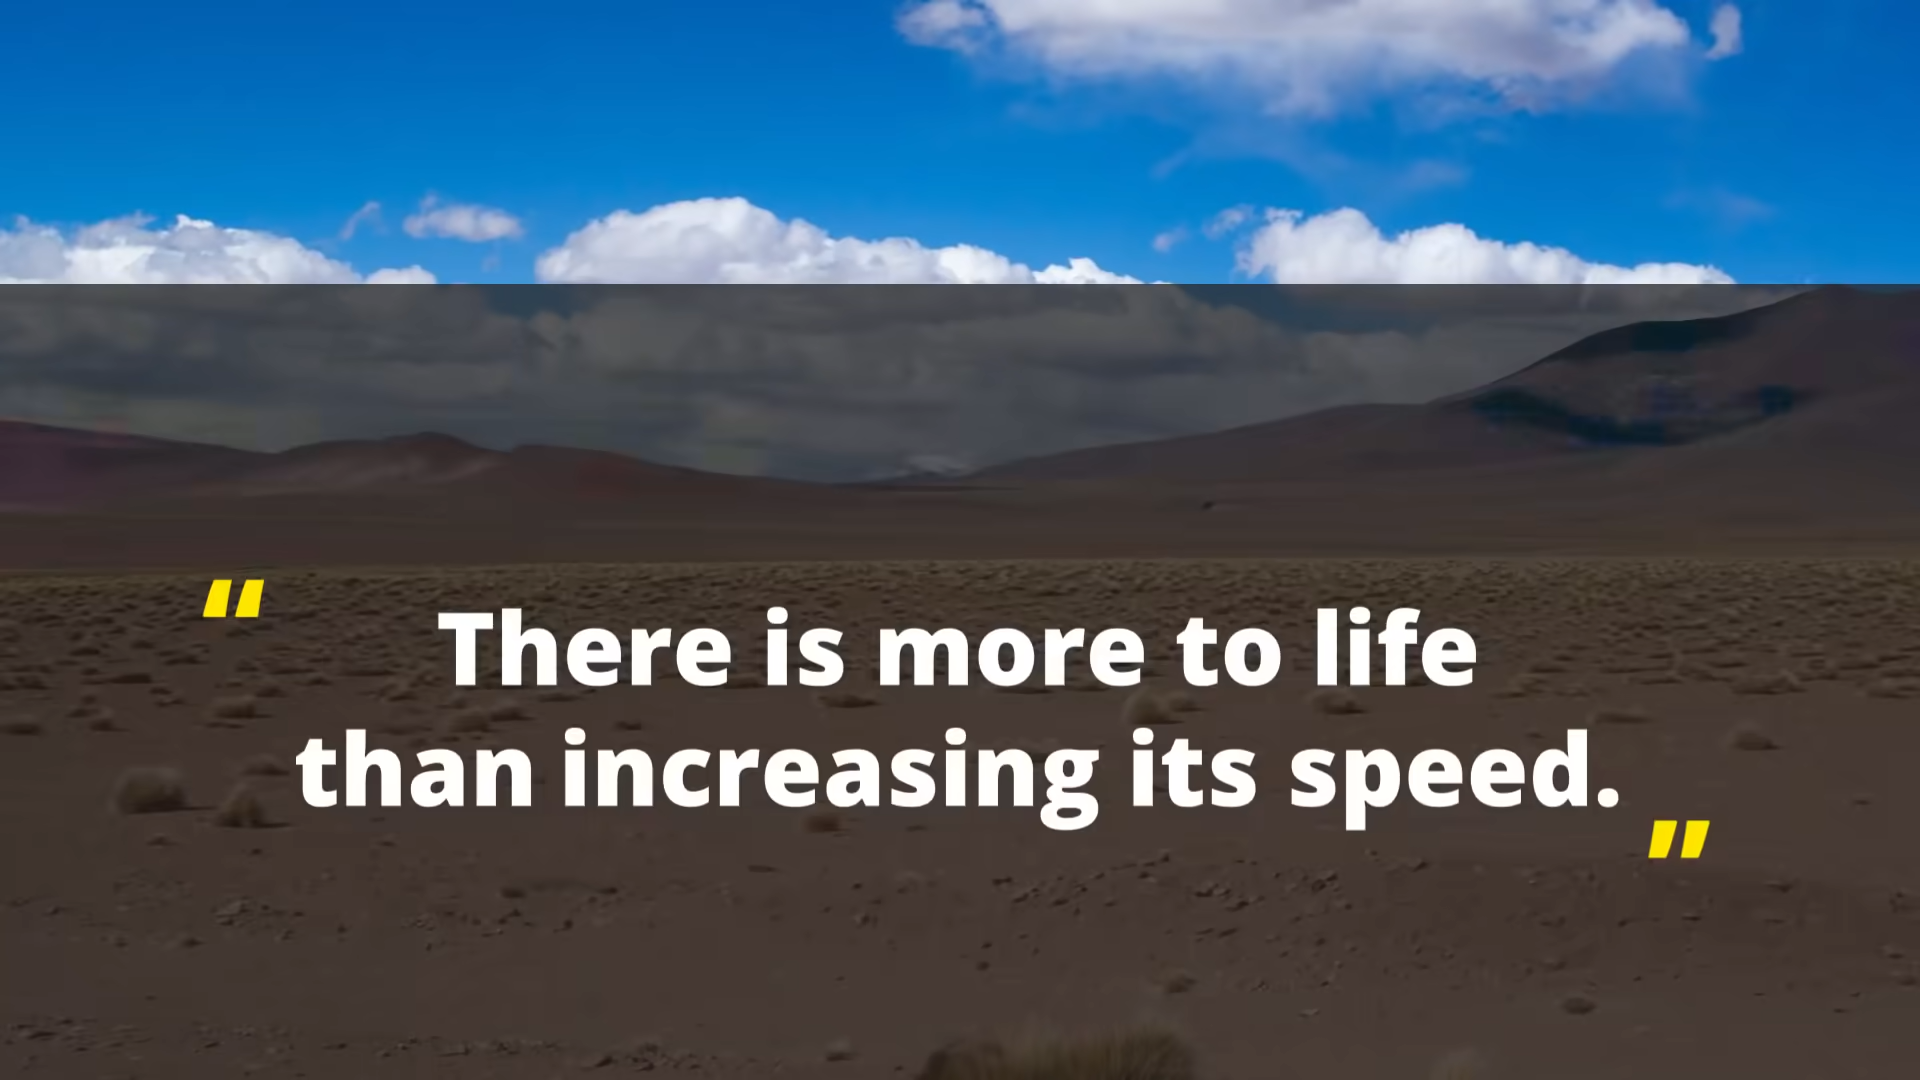 “ There is more to life
than increasing its speed. ”